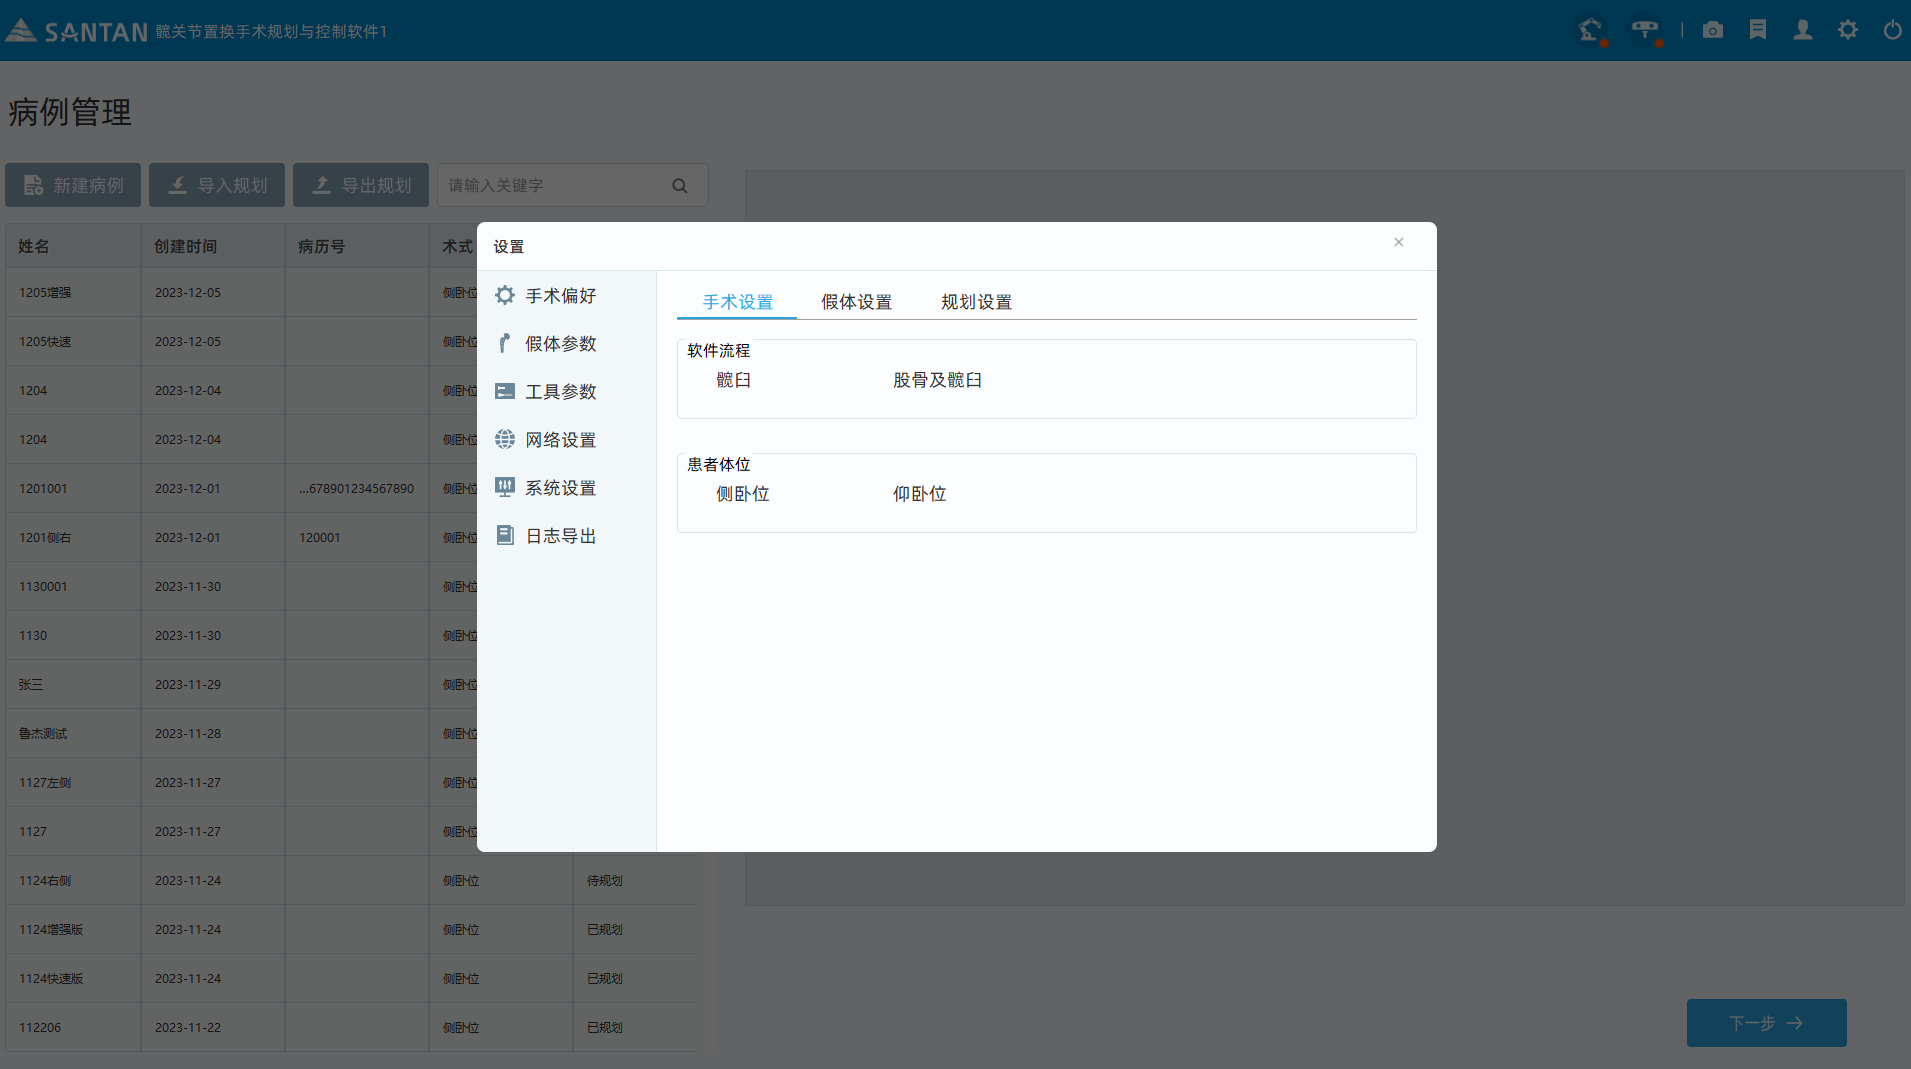 SANTAN 髋关节置换手术规划与控制软件1
病例管理
新建病例 导入规划 导出规划 请输入关键字
姓名 创建时间 病历号 术式
1205增强 2023-12-05 侧卧位
1205快速 2023-12-05 侧卧位
1204 2023-12-04 侧卧位
1204 2023-12-04 侧卧位
1201001 2023-12-01 ...678901234567890 侧卧位
1201侧右 2023-12-01 120001 侧卧位
1130001 2023-11-30 侧卧位
1130 2023-11-30 侧卧位
张三 2023-11-29 侧卧位
鲁杰测试 2023-11-28 侧卧位
1127左侧 2023-11-27 侧卧位
1127 2023-11-27 侧卧位
1124右侧 2023-11-24 侧卧位 待规划
1124增强版 2023-11-24 侧卧位 已规划
1124快速版 2023-11-24 侧卧位 已规划
112206 2023-11-22 侧卧位 已规划
设置
手术偏好
假体参数
工具参数
网络设置
系统设置
日志导出
手术设置 假体设置 规划设置
软件流程
髋臼 股骨及髋臼
患者体位
侧卧位 仰卧位
下一步